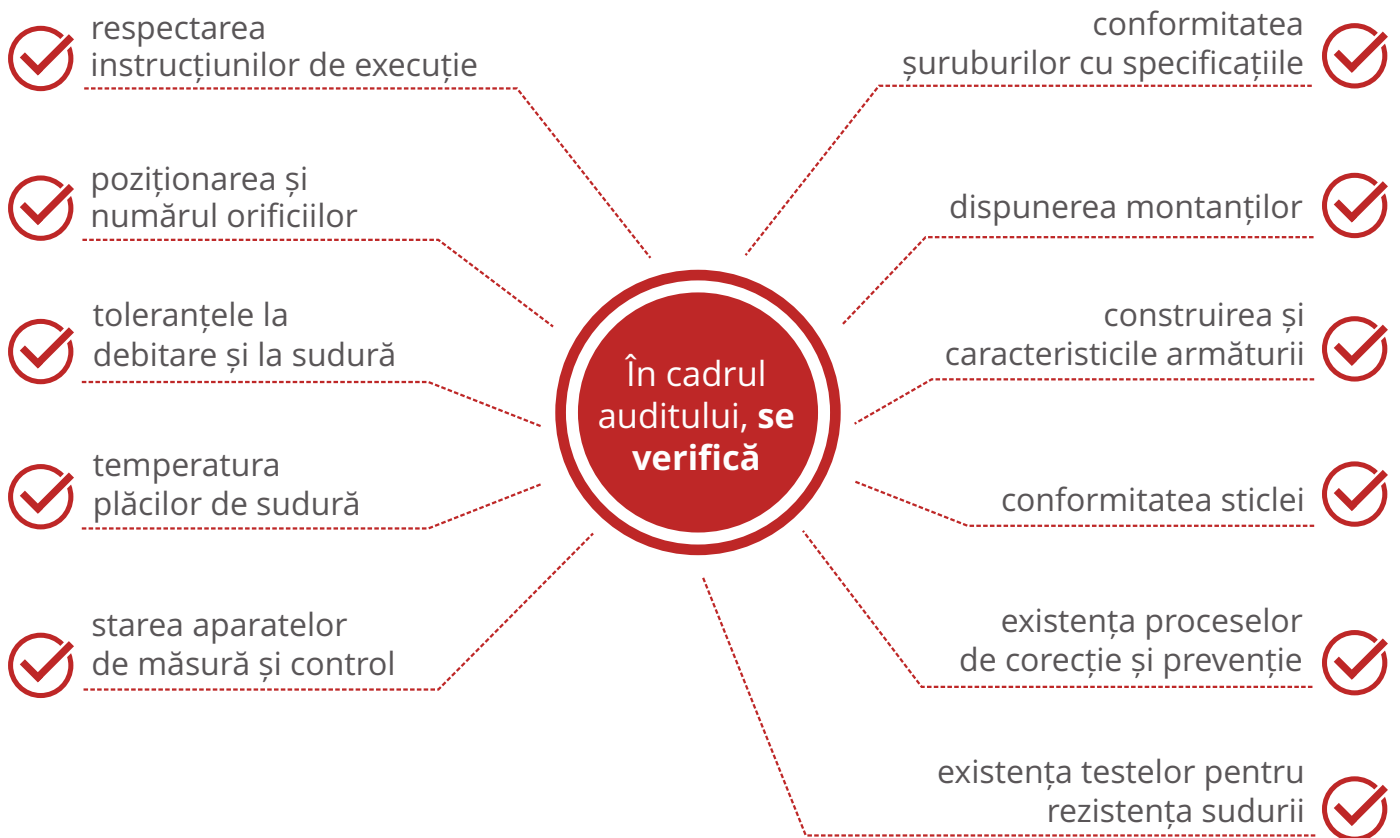 respectarea
instrucțiunilor de execuție
poziționarea și
numărul orificiilor
toleranțele la
debitare și la sudură
temperatura
plăcilor de sudură
starea aparatelor
de măsură și control
În cadrul
auditului, se
verifică
conformitatea
șuruburilor cu specificațiile
dispunerea montanților
construirea și
caracteristicile armăturii
conformitatea sticlei
existența proceselor
de corecție și prevenție
existența testelor pentru
rezistența sudurii